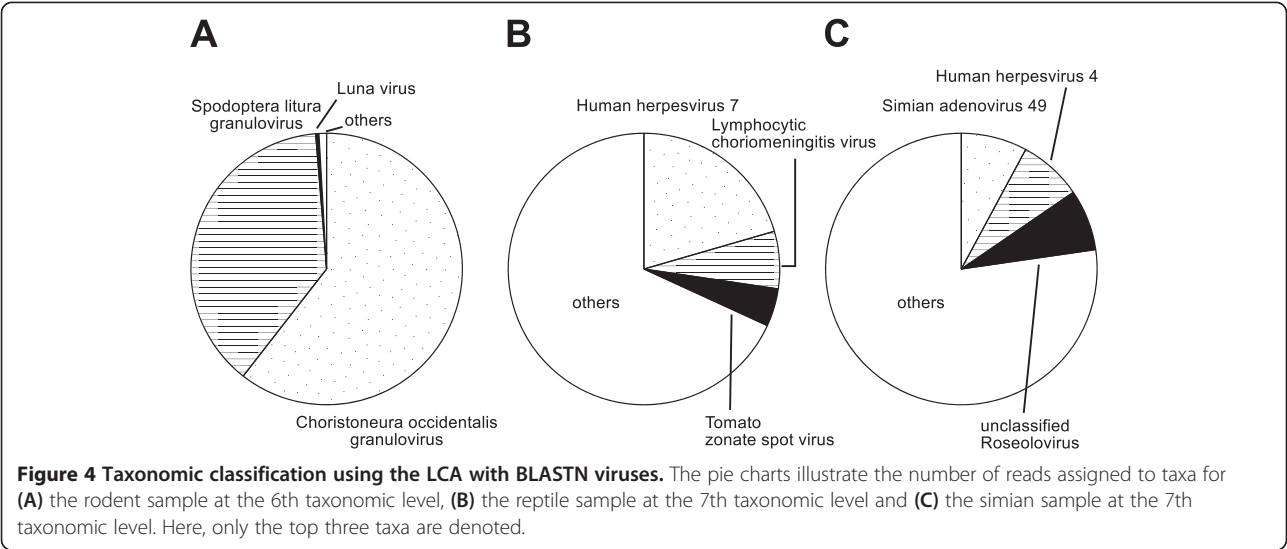 A
B
C
Luna virus
Spodoptera litura
granulovirus
others
Choristoneura occidentalis
granulovirus
Human herpesvirus 7
Lymphocytic
choriomeningitis virus
others
Tomato
zonate spot virus
Human herpesvirus 4
Simian adenovirus 49
others
unclassified
Roseolovirus
Figure 4 Taxonomic classification using the LCA with BLASTN viruses. The pie charts illustrate the number of reads assigned to taxa for
(A) the rodent sample at the 6th taxonomic level, (B) the reptile sample at the 7th taxonomic level and (C) the simian sample at the 7th
taxonomic level. Here, only the top three taxa are denoted.